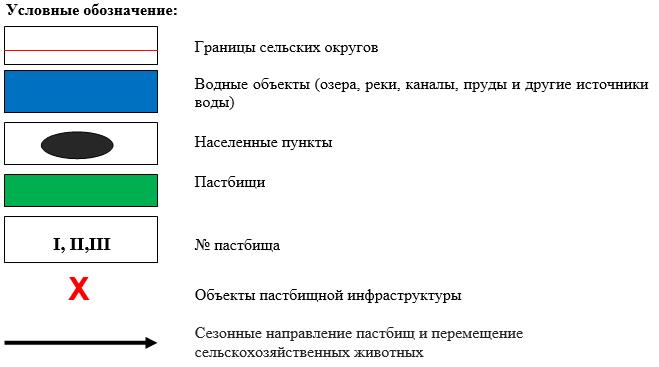 Условные обозначение:
Границы сельских округов
Водные объекты (озера, реки, каналы, пруды и другие источники
воды)
Населенные пункты
Пастбищи
I, II,III
№ пастбища
X
Объекты пастбищной инфраструктуры
Сезонные направление пастбищ и перемещение
сельскохозяйственных животных